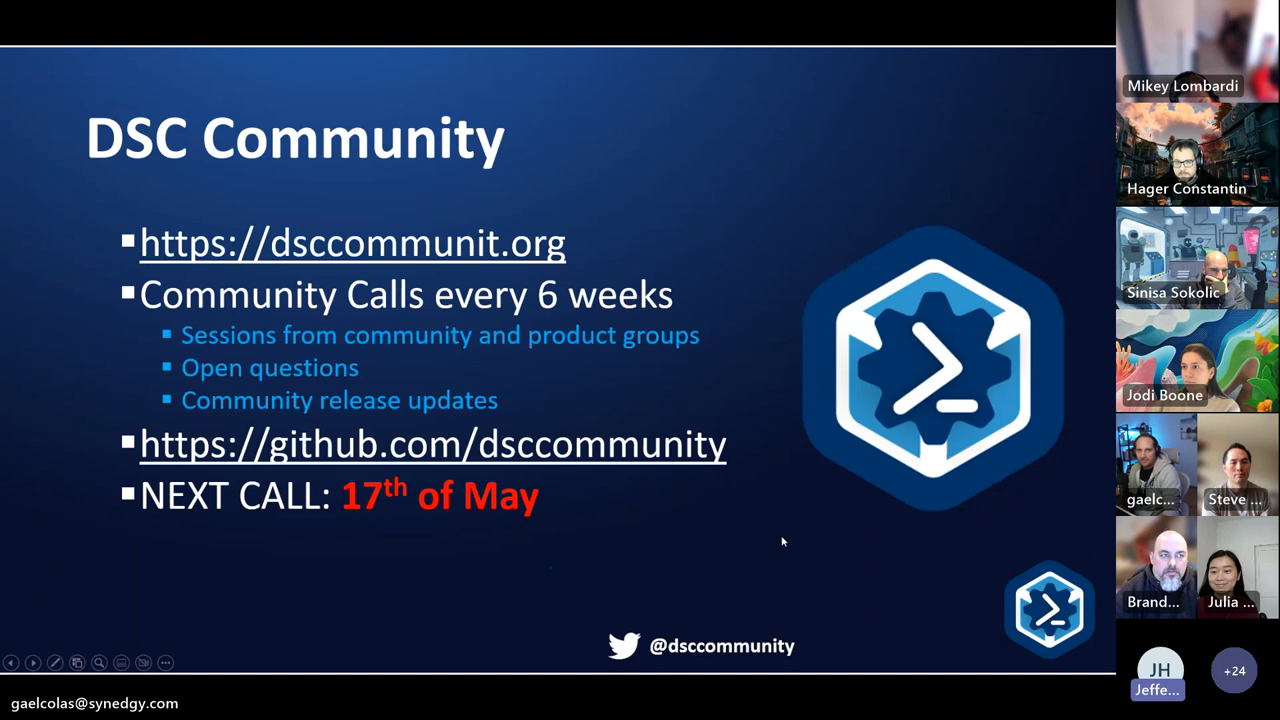 DSC Community
https://dsccommunit.org
Community Calls every 6 weeks
Sessions from community and product groups
Open questions
Community release updates
https://github.com/dsccommunity
NEXT CALL: 17th of May
@dsccommunity
gaelcolas@synedgy.com
Mikey Lombardi
Hager Constantin
Sinisa Sokolic
Jodi Boone
gaelc...
Steve ...
Brand...
Julia ...
JH
Jeffe...
+24